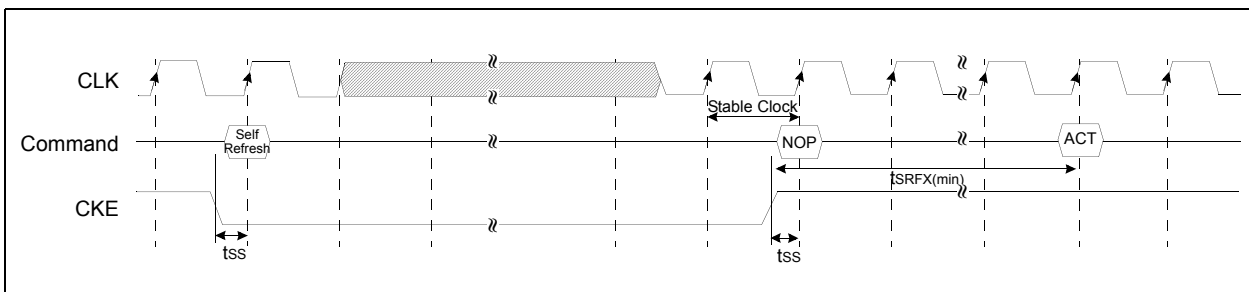 CLK
Stable Clock
Command
Self
Refresh
NOP
ACT
tSRFX(min)
CKE
tSS
tSS